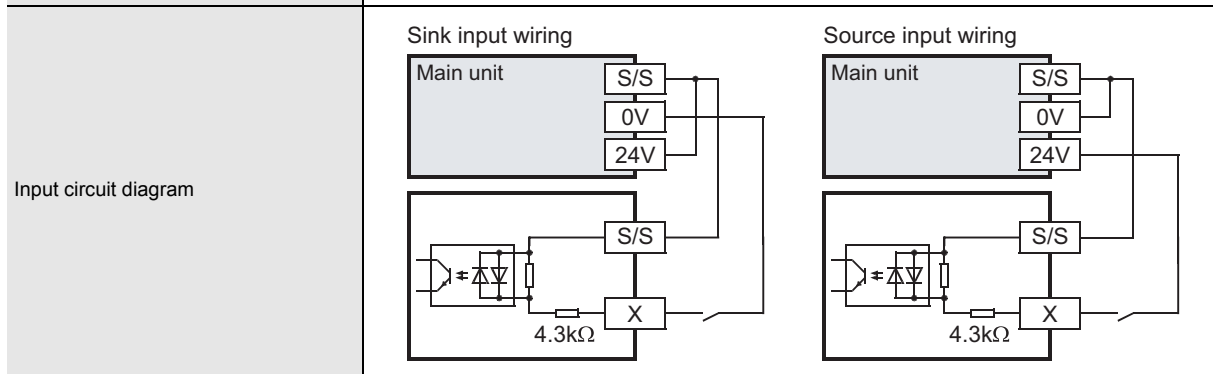 Input circuit diagram
Sink input wiring
Main unit
S/S
0V
24V
S/S
X
4.3kΩ
Source input wiring
Main unit
S/S
0V
24V
S/S
X
4.3kΩ